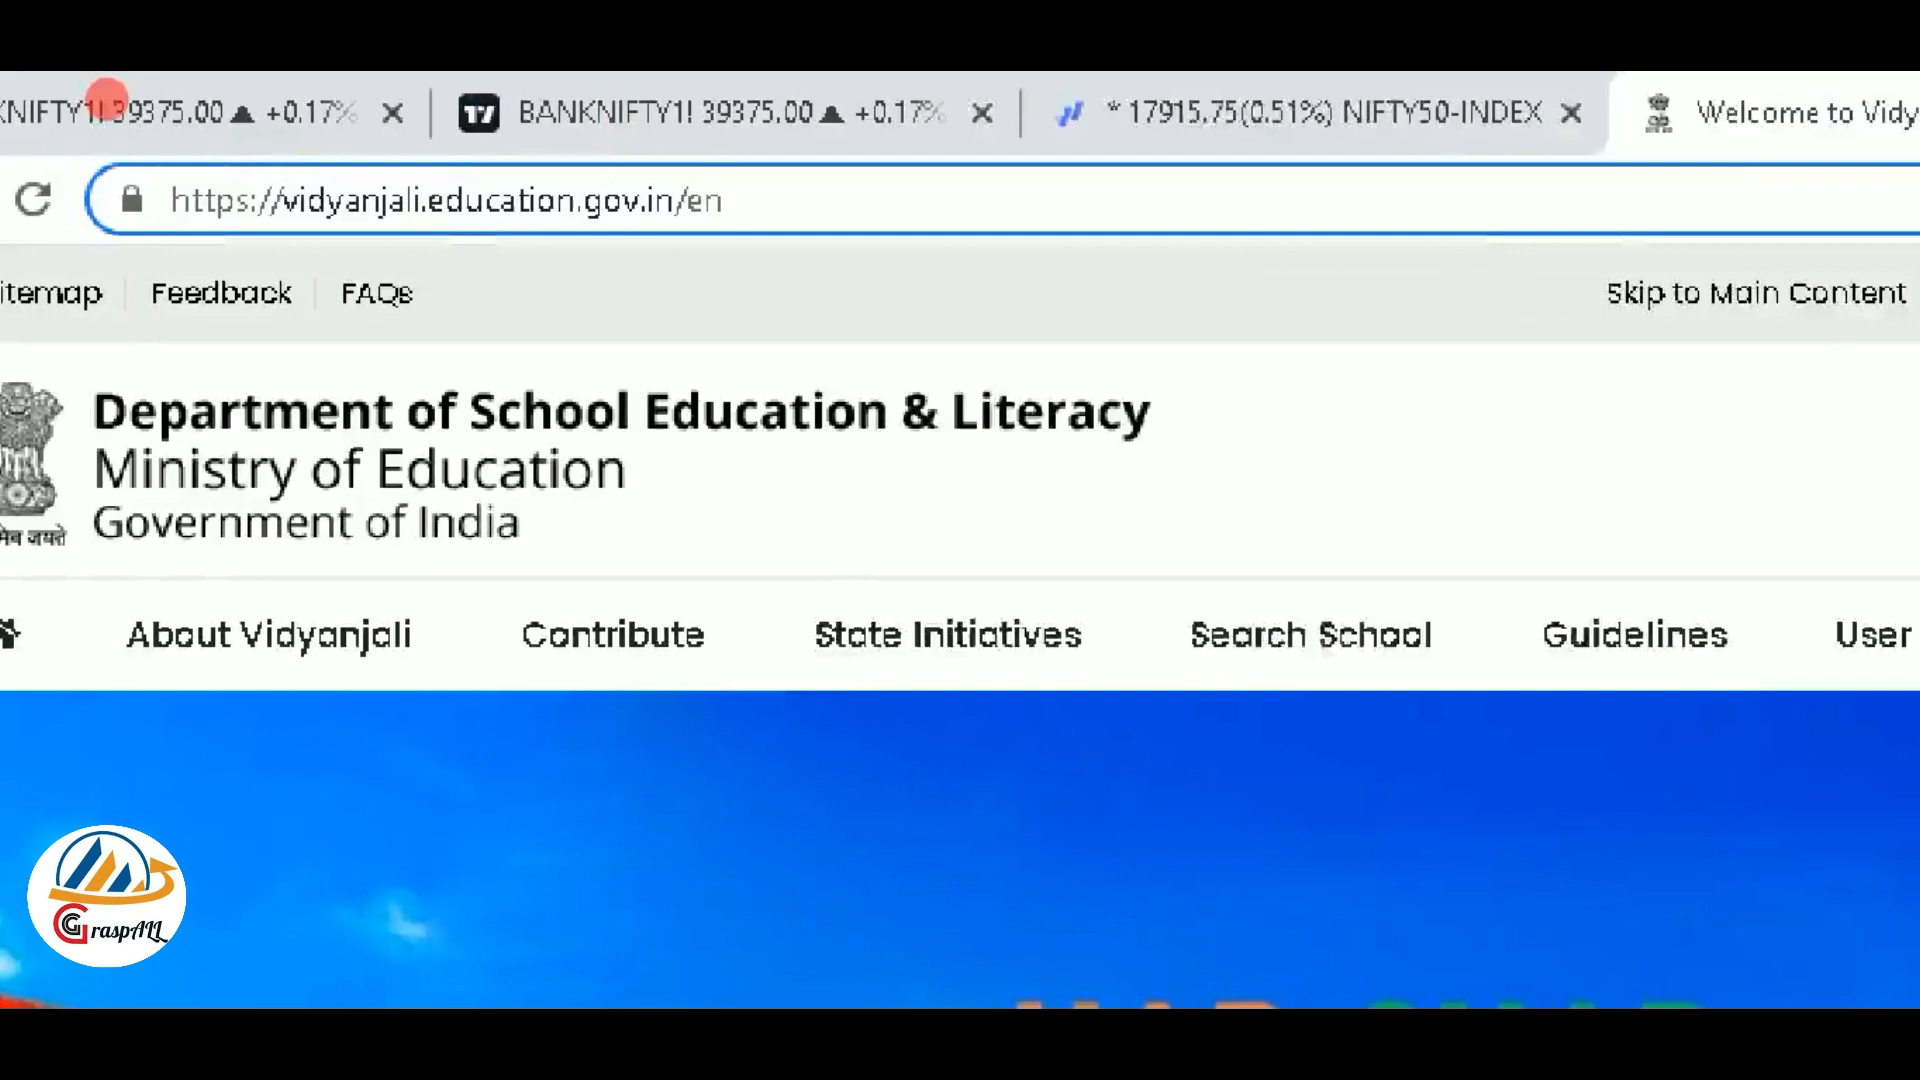 KNIFTY1! 39375.00 ▲ +0.17%
BANKNIFTY1! 39375.00 ▲ +0.17%
* 17915.75(0.51%) NIFTY50-INDEX
Welcome to Vidy
https://vidyanjali.education.gov.in/en
itemap
Feedback
FAQs
Skip to Main Content
Department of School Education & Literacy
Ministry of Education
Government of India
मेव जयते
About Vidyanjali
Contribute
State Initiatives
Search School
Guidelines
User
GraspALL